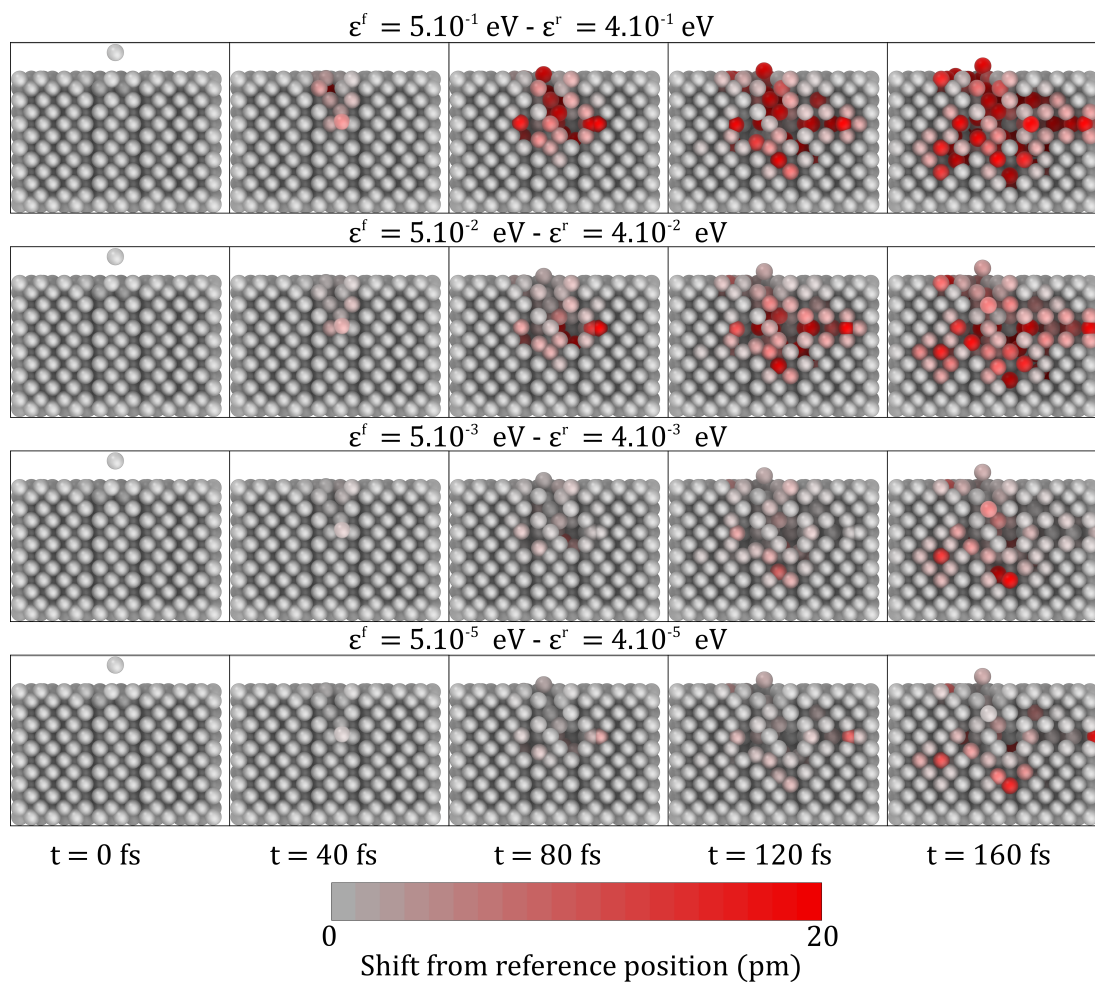 εᶠ = 5.10⁻¹ eV - εʳ = 4.10⁻¹ eV
εᶠ = 5.10⁻² eV - εʳ = 4.10⁻² eV
εᶠ = 5.10⁻³ eV - εʳ = 4.10⁻³ eV
εᶠ = 5.10⁻⁵ eV - εʳ = 4.10⁻⁵ eV
t = 0 fs t = 40 fs t = 80 fs t = 120 fs t = 160 fs
0 20
Shift from reference position (pm)